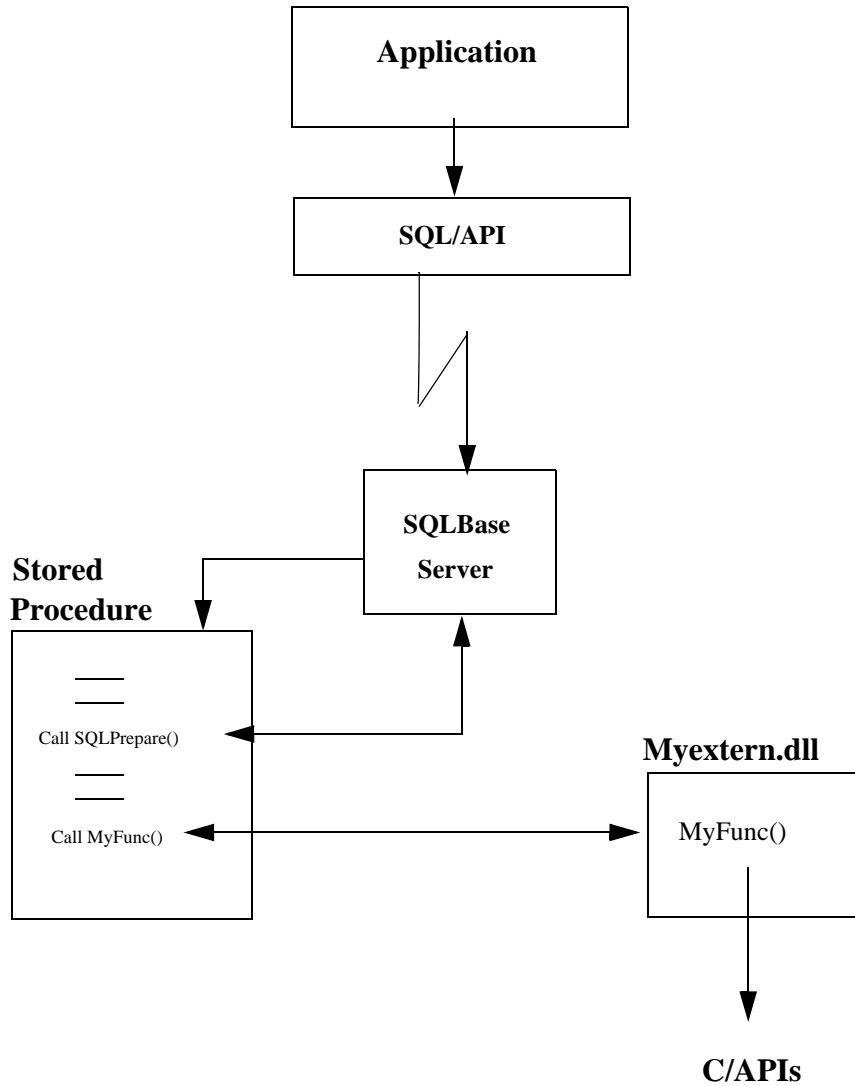 Application
SQL/API
SQLBase
Server
Stored
Procedure
Call SQLPrepare()
Call MyFunc()
Myextern.dll
MyFunc()
C/APIs